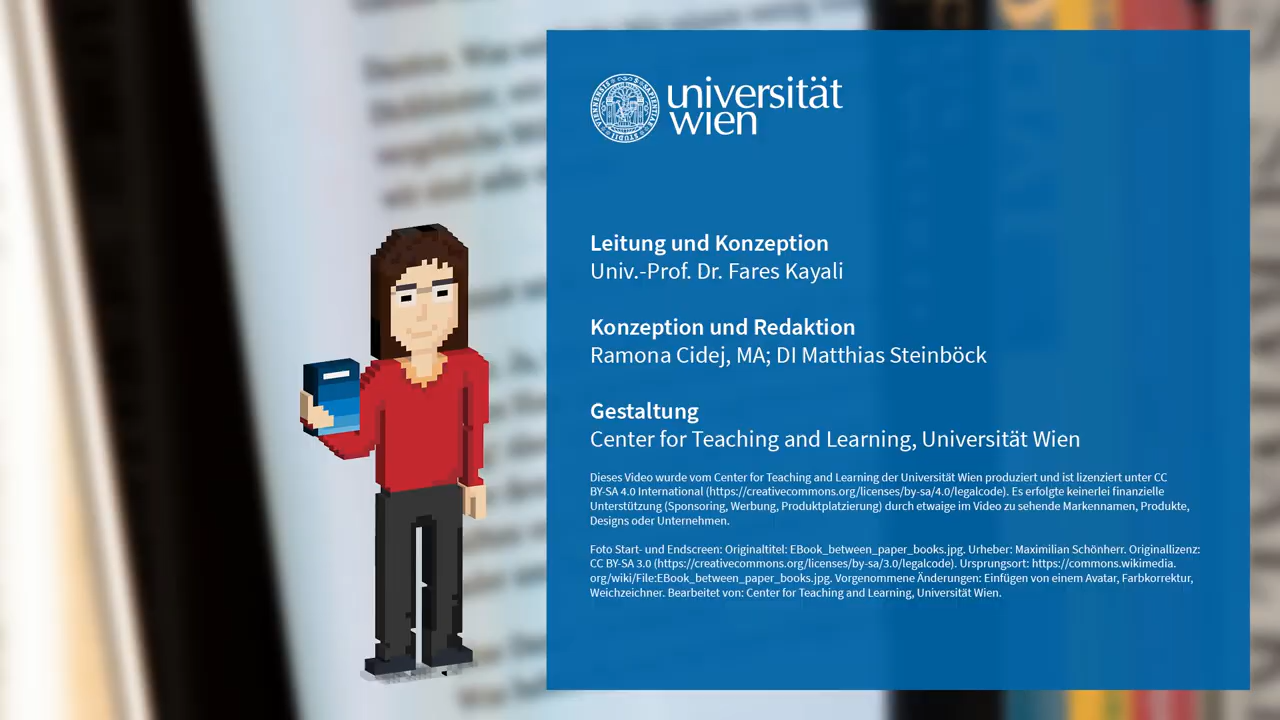 universität
wien
Leitung und Konzeption
Univ.-Prof. Dr. Fares Kayali
Konzeption und Redaktion
Ramona Cidej, MA; DI Matthias Steinböck
Gestaltung
Center for Teaching and Learning, Universität Wien
Dieses Video wurde vom Center for Teaching and Learning der Universität Wien produziert und ist lizenziert unter CC
BY-SA 4.0 International (https://creativecommons.org/licenses/by-sa/4.0/legalcode). Es erfolgte keinerlei finanzielle
Unterstützung (Sponsoring, Werbung, Produktplatzierung) durch etwaige im Video zu sehende Markennamen, Produkte,
Designs oder Unternehmen.
Foto Start- und Endscreen: Originaltitel: EBook_between_paper_books.jpg. Urheber: Maximilian Schönherr. Originallizenz:
CC BY-SA 3.0 (https://creativecommons.org/licenses/by-sa/3.0/legalcode). Ursprungsort: https://commons.wikimedia.
org/wiki/File:EBook_between_paper_books.jpg. Vorgenommene Änderungen: Einfügen von einem Avatar, Farbkorrektur,
Weichzeichner. Bearbeitet von: Center for Teaching and Learning, Universität Wien.